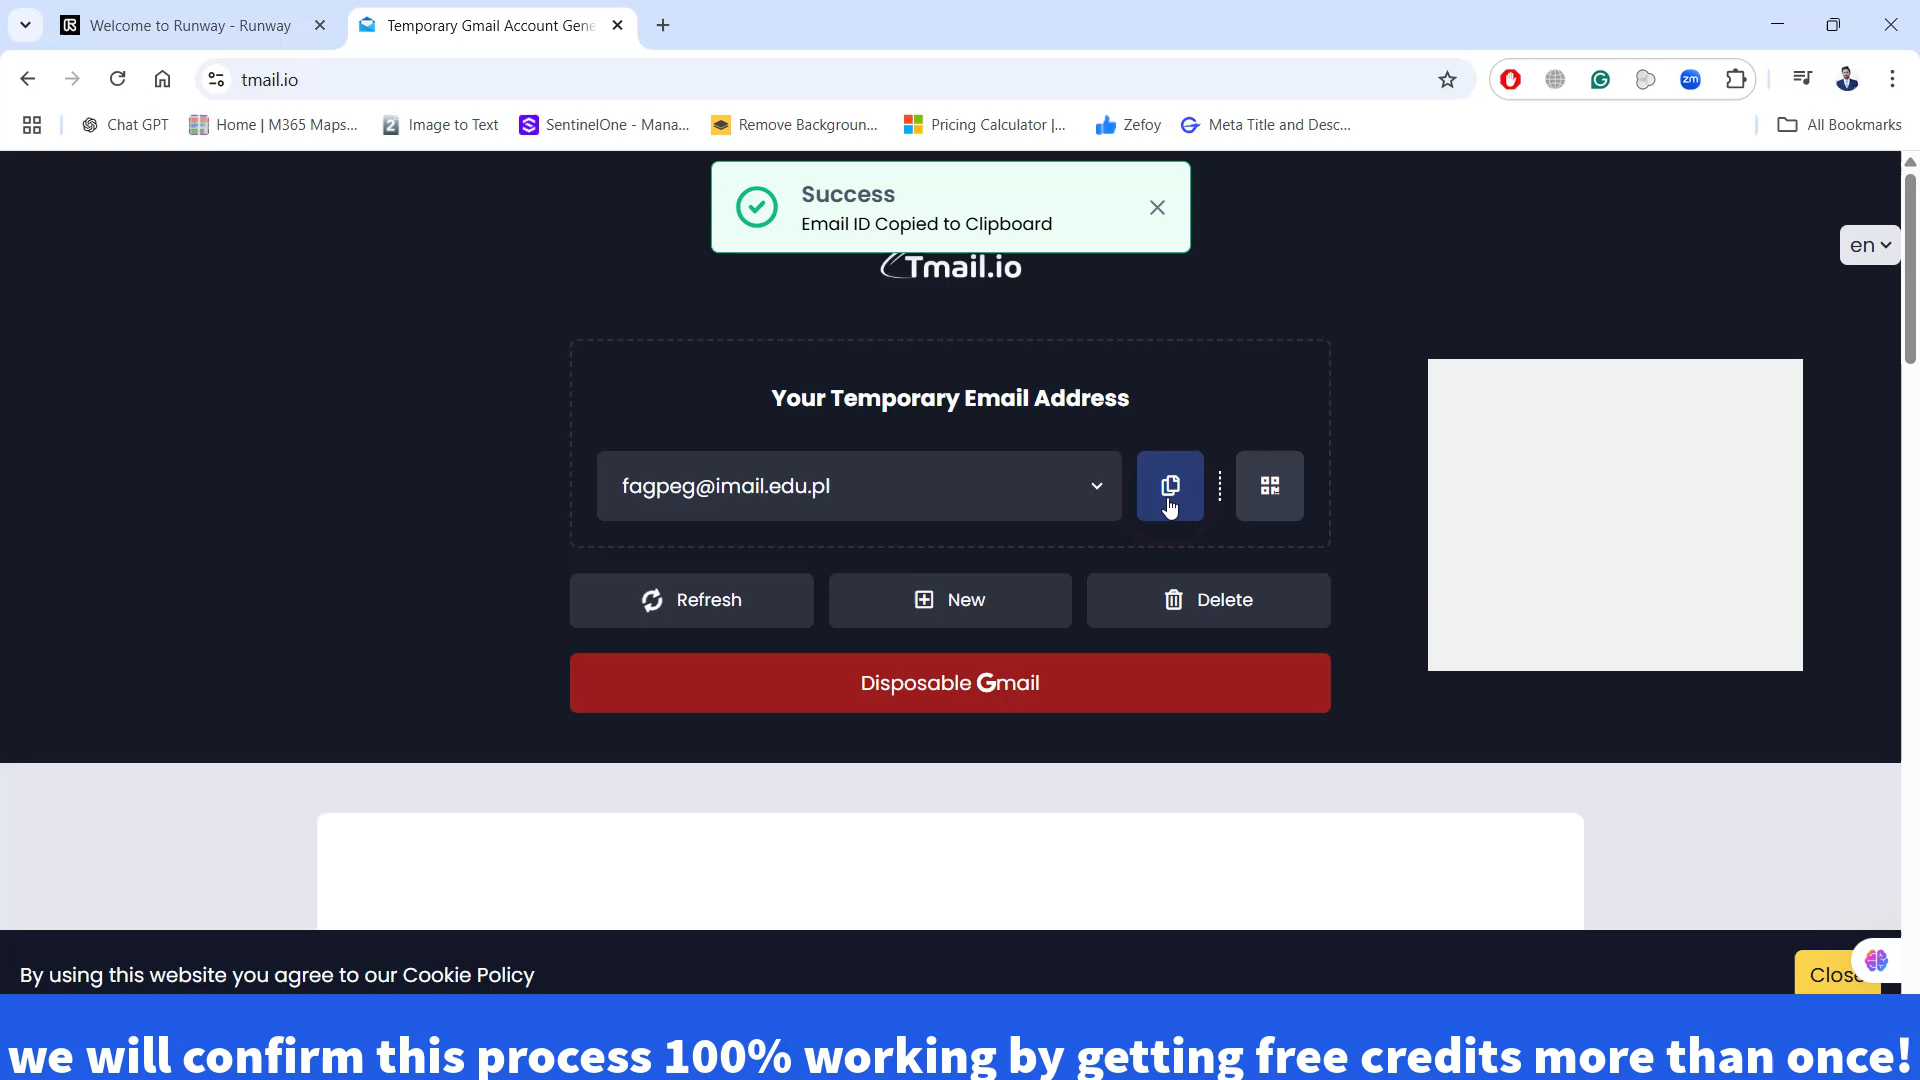 Welcome to Runway - Runway
Temporary Gmail Account Gene
tmail.io
zm
Chat GPT
Home | M365 Maps...
Image to Text
SentinelOne - Mana...
Remove Backgroun...
Pricing Calculator |...
Zefoy
Meta Title and Desc...
All Bookmarks
Success
Email ID Copied to Clipboard
en
Tmail.io
Your Temporary Email Address
fagpeg@imail.edu.pl
Refresh
New
Delete
Disposable Gmail
By using this website you agree to our Cookie Policy
Close
we will confirm this process 100% working by getting free credits more than once!